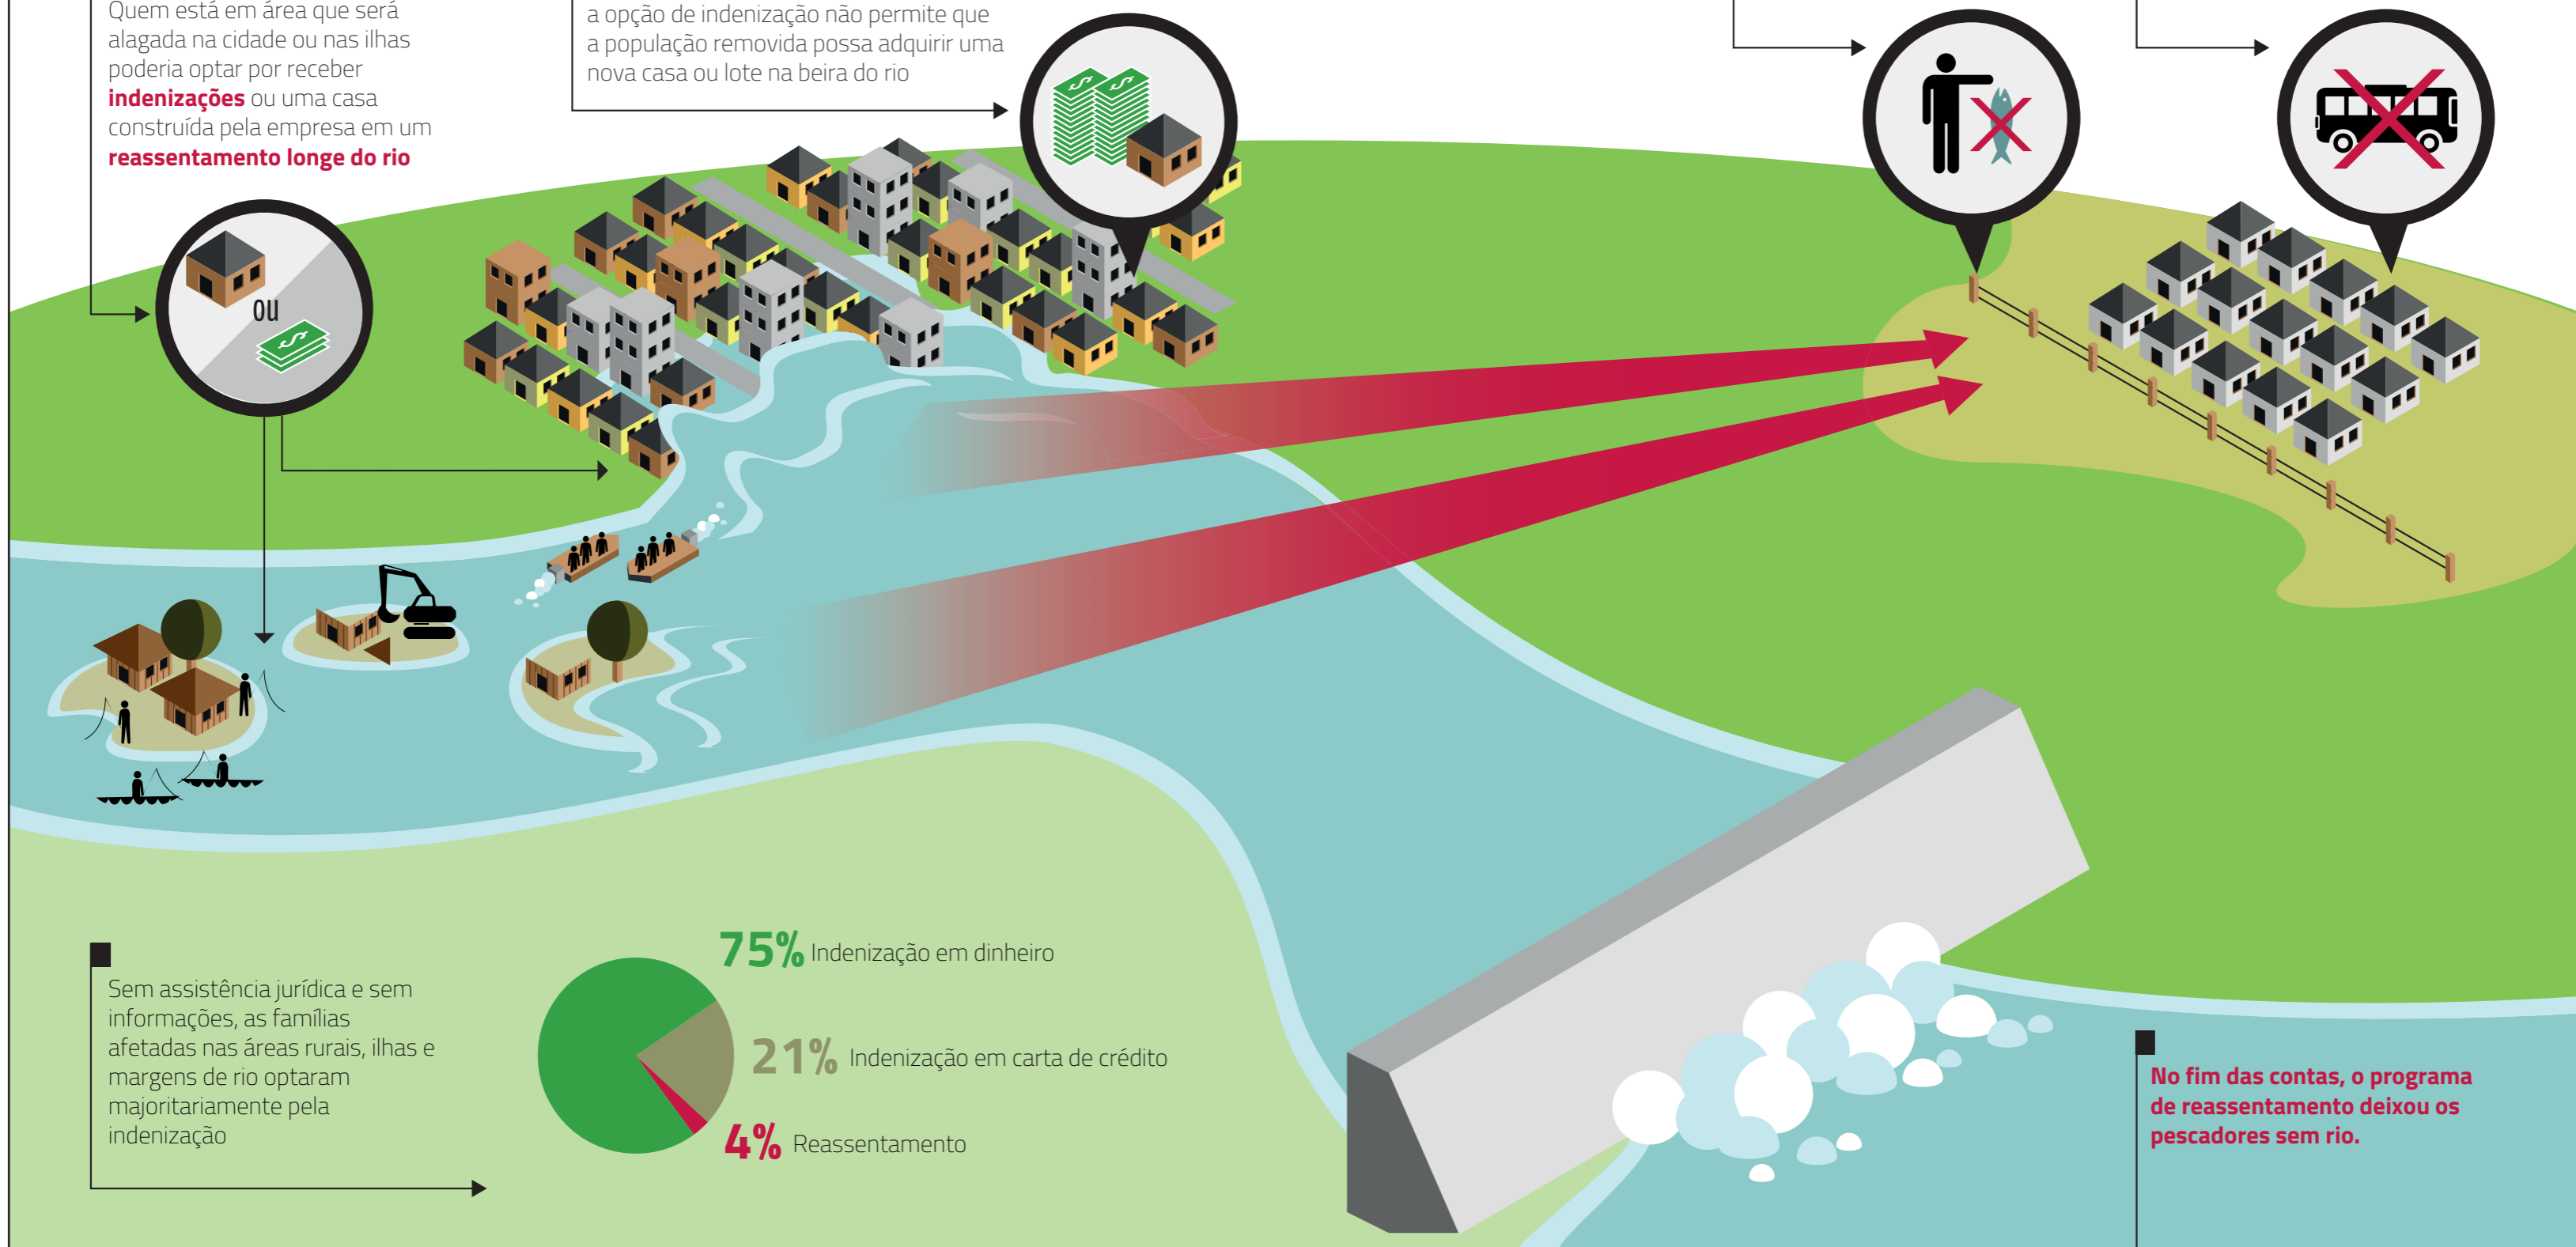 Quem está em área que será
alagada na cidade ou nas ilhas
poderia optar por receber
indenizações ou uma casa
construída pela empresa em um
reassentamento longe do rio
a opção de indenização não permite que
a população removida possa adquirir uma
nova casa ou lote na beira do rio
ou
Sem assistência jurídica e sem
informações, as famílias
afetadas nas áreas rurais, ilhas e
margens de rio optaram
majoritariamente pela
indenização
75% Indenização em dinheiro
21% Indenização em carta de crédito
4% Reassentamento
No fim das contas, o programa
de reassentamento deixou os
pescadores sem rio.